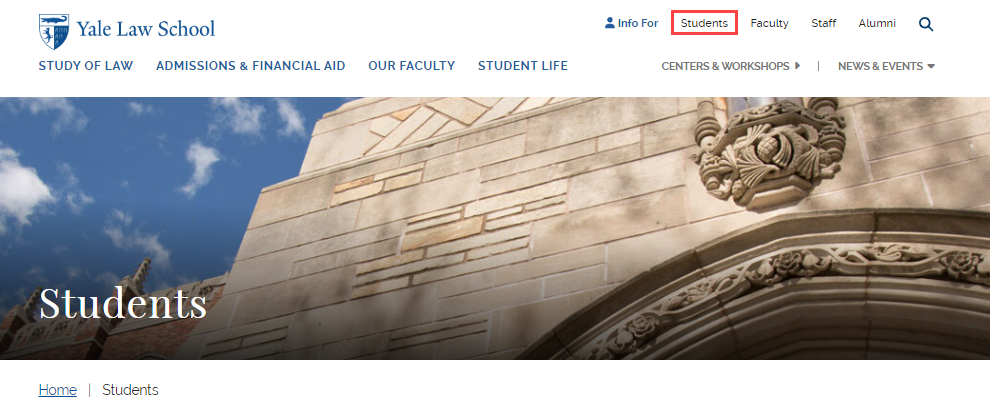 Yale Law School
Info For Students Faculty Staff Alumni
STUDY OF LAW ADMISSIONS & FINANCIAL AID OUR FACULTY STUDENT LIFE CENTERS & WORKSHOPS | NEWS & EVENTS
Students
Home | Students